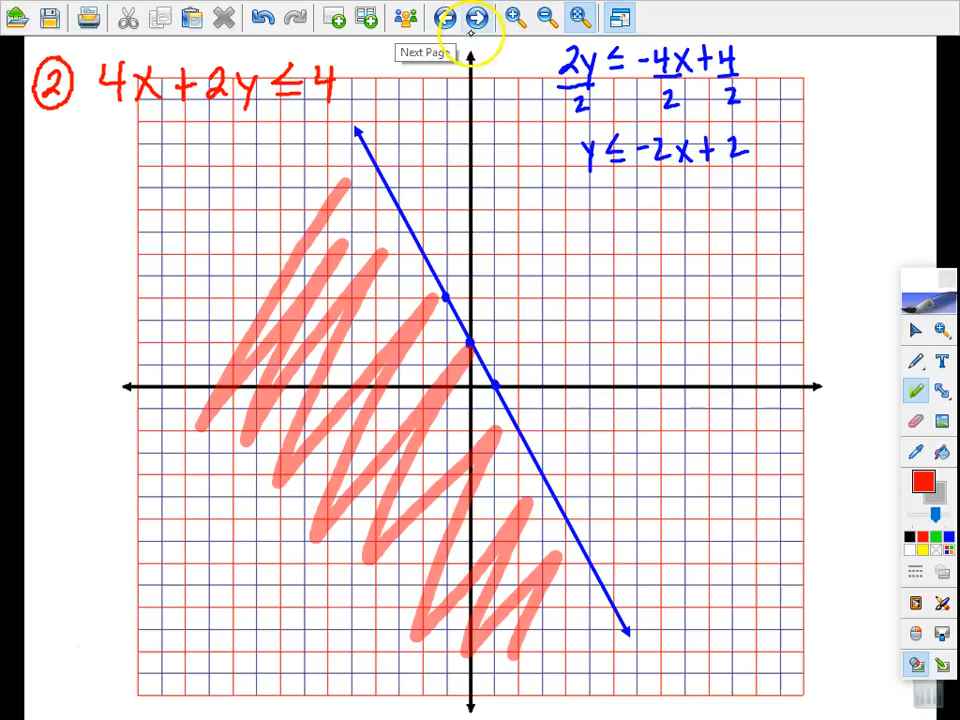 Next Page
② 4x + 2y ≤ 4
2y ≤ -4x + 4
2 2 2
y ≤ -2x + 2